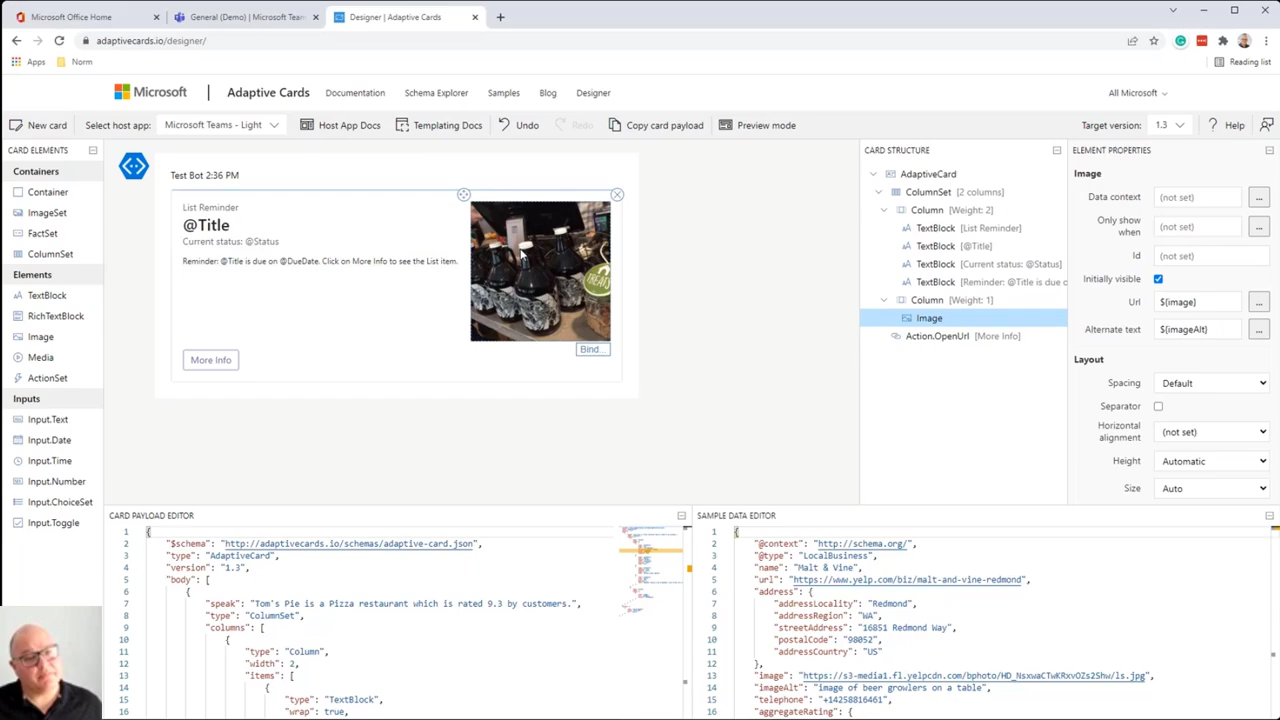 Microsoft Office Home
General (Demo) | Microsoft Team
Designer | Adaptive Cards
adaptivecards.io/designer/
Apps
Norm
Reading list
Microsoft
Adaptive Cards
Documentation
Schema Explorer
Samples
Blog
Designer
All Microsoft
New card
Select host app:
Microsoft Teams - Light
Host App Docs
Templating Docs
Undo
Redo
Copy card payload
Preview mode
Target version:
1.3
Help
CARD ELEMENTS
Containers
Container
ImageSet
FactSet
ColumnSet
Elements
TextBlock
RichTextBlock
Image
Media
ActionSet
Inputs
Input.Text
Input.Date
Input.Time
Input.Number
Input.ChoiceSet
Input.Toggle
Test Bot 2:36 PM
List Reminder
@Title
Current status: @Status
Reminder: @Title is due on @DueDate. Click on More Info to see the List item.
TREATS
Bind...
More Info
CARD STRUCTURE
AdaptiveCard
ColumnSet [2 columns]
Column [Weight: 2]
TextBlock [List Reminder]
TextBlock [@Title]
TextBlock [Current status: @Status]
TextBlock [Reminder: @Title is due c
Column [Weight: 1]
Image
Action.OpenUrl [More Info]
ELEMENT PROPERTIES
Image
Data context (not set) ...
Only show when (not set) ...
Id (not set)
Initially visible
Url ${image} ...
Alternate text ${imageAlt} ...
Layout
Spacing Default
Separator
Horizontal alignment (not set)
Height Automatic
Size Auto
CARD PAYLOAD EDITOR
1 {
2 "$schema": "http://adaptivecards.io/schemas/adaptive-card.json",
3 "type": "AdaptiveCard",
4 "version": "1.3",
5 "body": [
6 {
7 "speak": "Tom's Pie is a Pizza restaurant which is rated 9.3 by customers.",
8 "type": "ColumnSet",
9 "columns": [
10 {
11 "type": "Column",
12 "width": 2,
13 "items": [
14 {
15 "type": "TextBlock",
16 "wrap": true,
SAMPLE DATA EDITOR
1 {
2 "@context": "http://schema.org/",
3 "@type": "LocalBusiness",
4 "name": "Malt & Vine",
5 "url": "https://www.yelp.com/biz/malt-and-vine-redmond",
6 "address": {
7 "addressLocality": "Redmond",
8 "addressRegion": "WA",
9 "streetAddress": "16851 Redmond Way",
10 "postalCode": "98052",
11 "addressCountry": "US"
12 },
13 "image": "https://s3-media1.fl.yelpcdn.com/bphoto/HD_NsxwaCTwKRxvOZs2Shw/ls.jpg",
14 "imageAlt": "image of beer growlers on a table",
15 "telephone": "+14258816461",
16 "aggregateRating": {